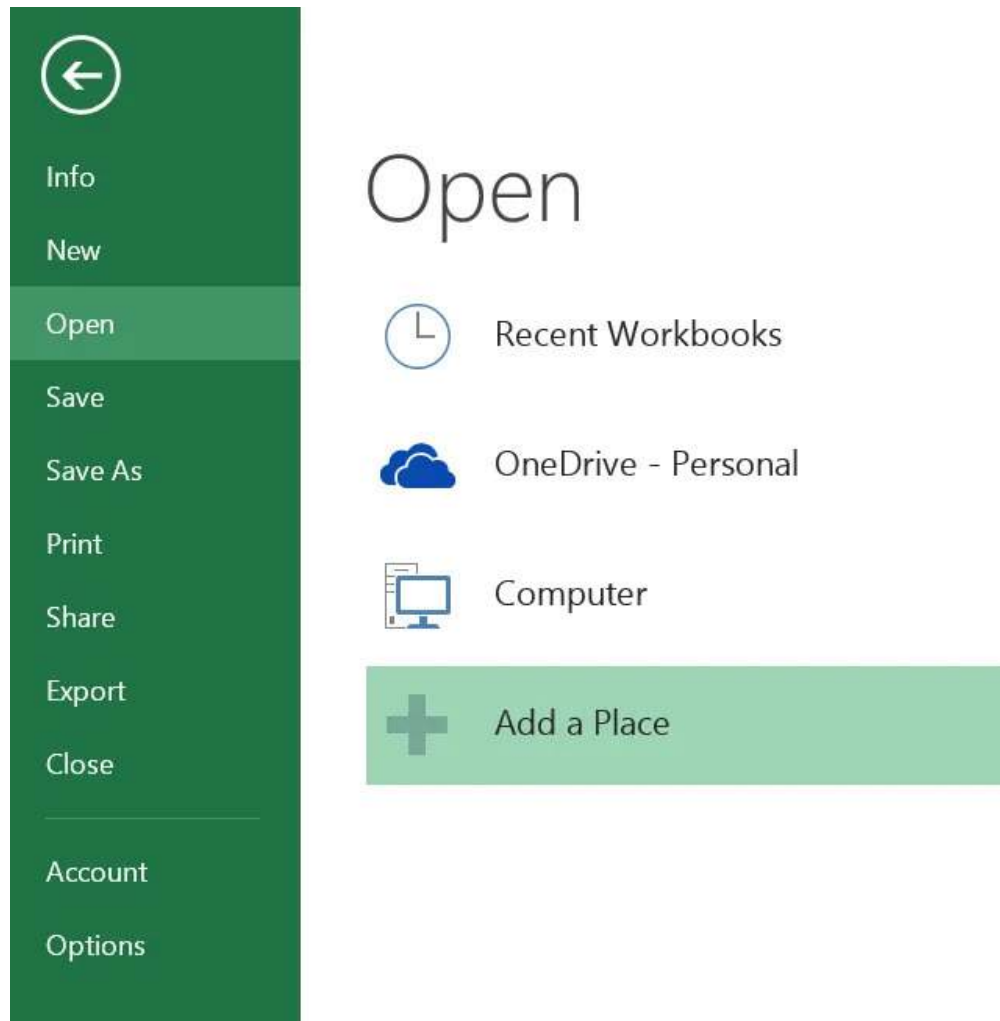 Info
New
Open
Save
Save As
Print
Share
Export
Close
Account
Options
Open
Recent Workbooks
OneDrive - Personal
Computer
Add a Place